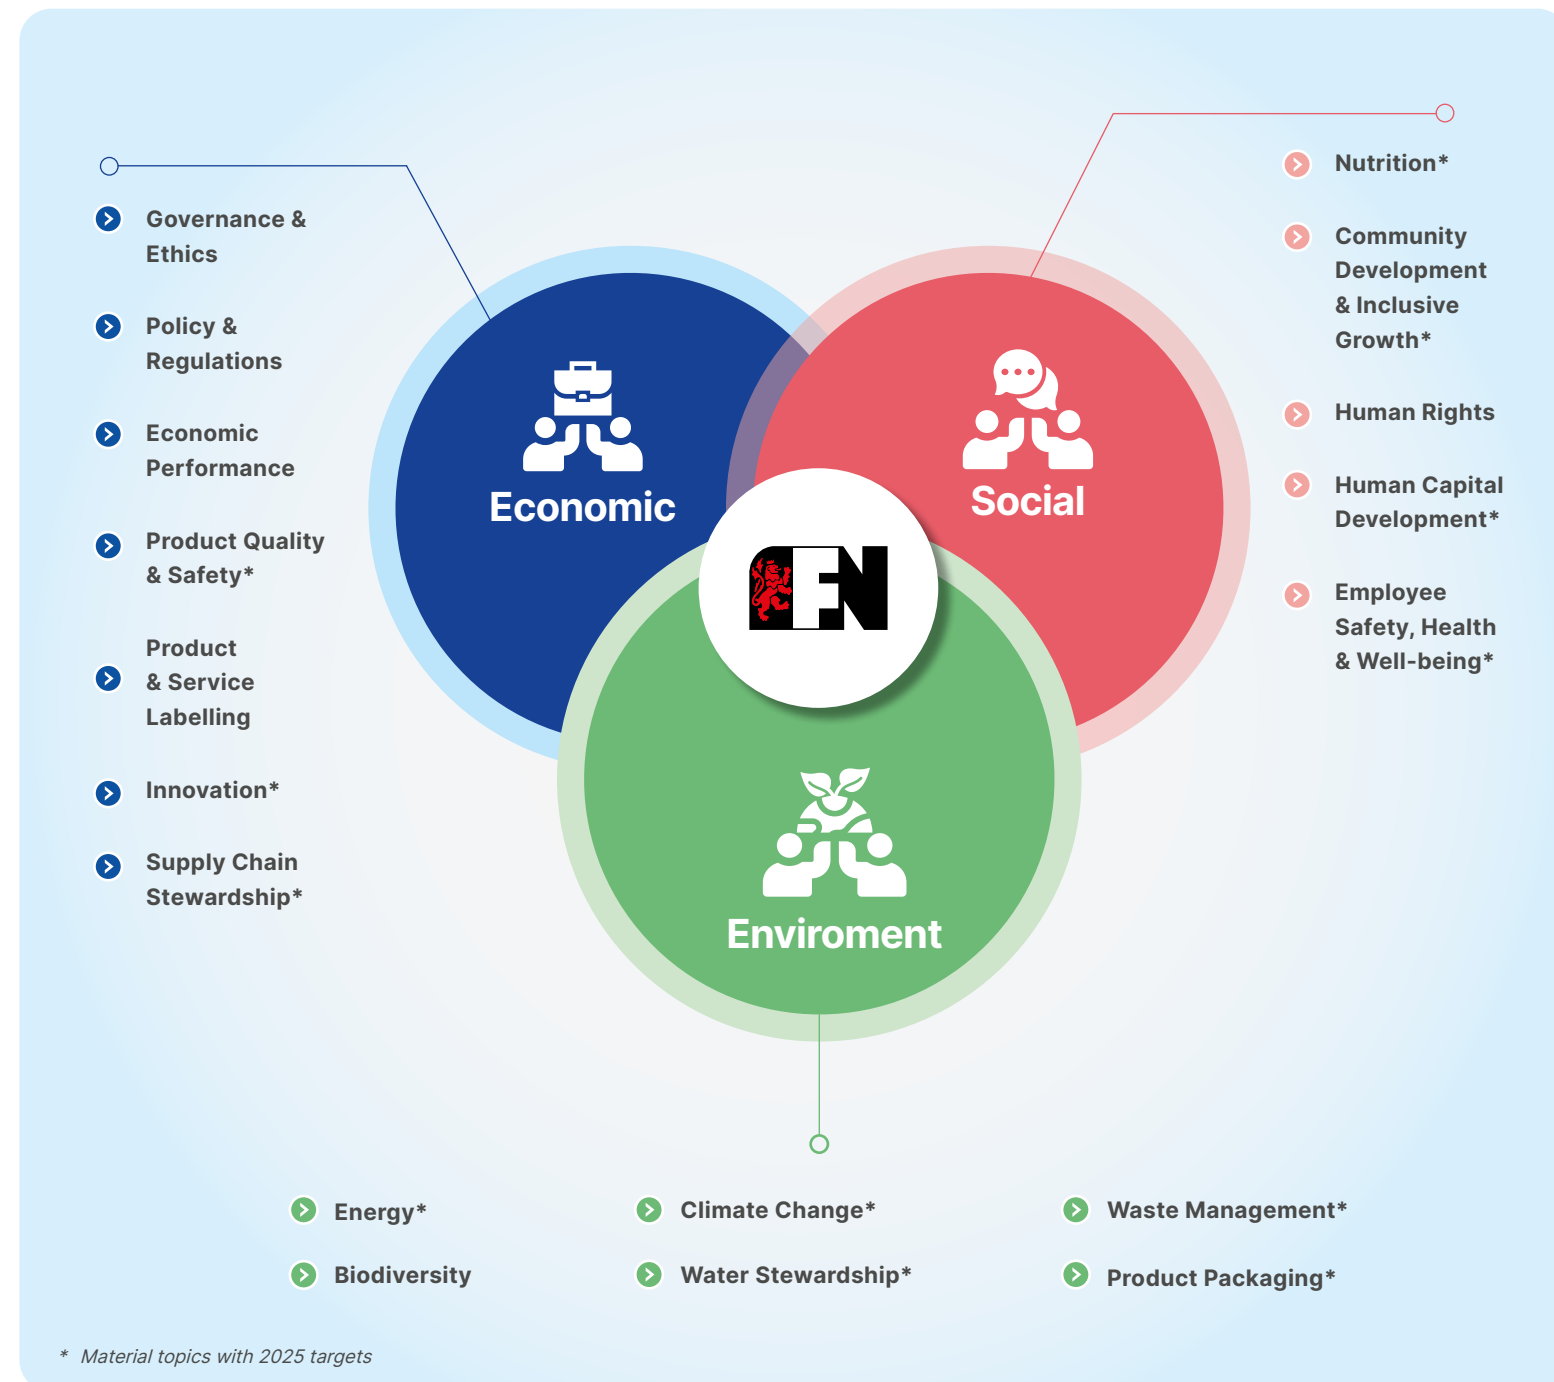 Governance &
Ethics
Policy &
Regulations
Economic
Performance
Product Quality
& Safety*
Product
& Service
Labelling
Innovation*
Supply Chain
Stewardship*
Economic
Social
FN
Enviroment
Nutrition*
Community
Development
& Inclusive
Growth*
Human Rights
Human Capital
Development*
Employee
Safety, Health
& Well-being*
Energy*
Climate Change*
Waste Management*
Biodiversity
Water Stewardship*
Product Packaging*
* Material topics with 2025 targets